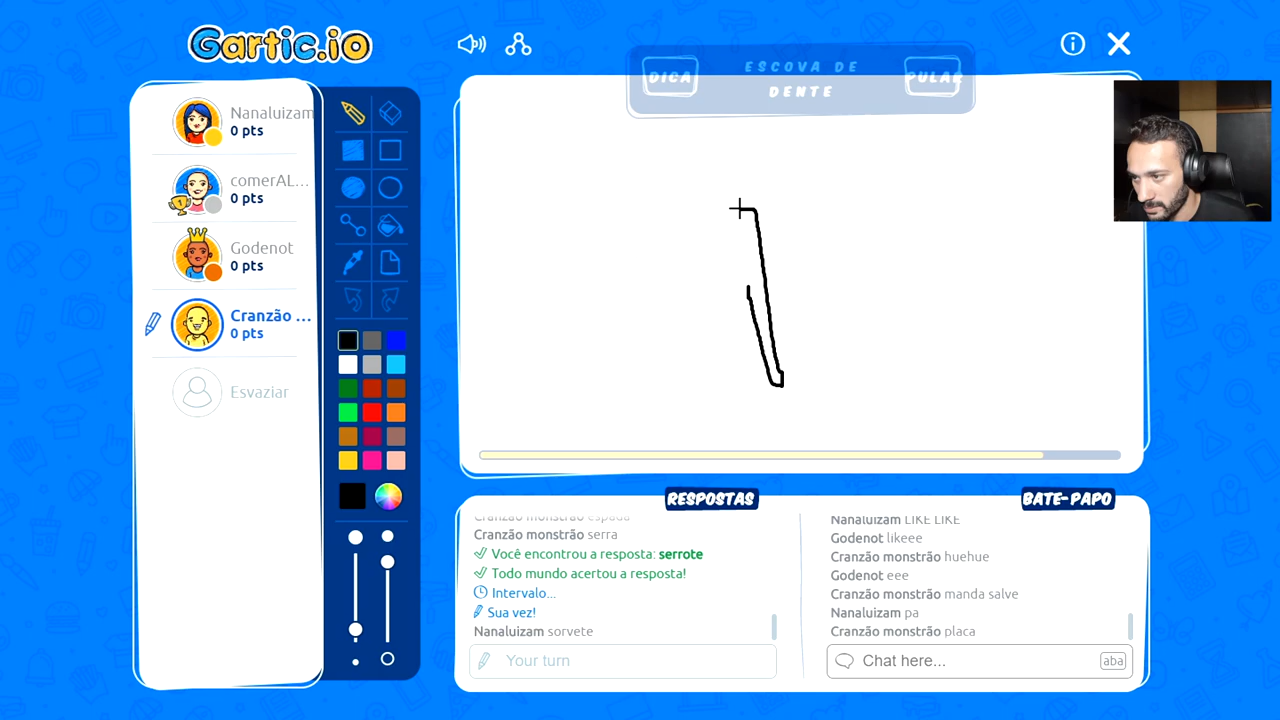 Gartic.io
DICA
ESCOVA DE
DENTE
PULAR
Nanaluizam
0 pts
comerAL...
0 pts
Godenot
0 pts
Cranzão ...
0 pts
Esvaziar
RESPOSTAS
Cranzão monstrão espada
Cranzão monstrão serra
Você encontrou a resposta: serrote
Todo mundo acertou a resposta!
Intervalo...
Sua vez!
Nanaluizam sorvete
Your turn
BATE-PAPO
Nanaluizam LIKE LIKE
Godenot likeee
Cranzão monstrão huehue
Godenot eee
Cranzão monstrão manda salve
Nanaluizam pa
Cranzão monstrão placa
Chat here...
aba